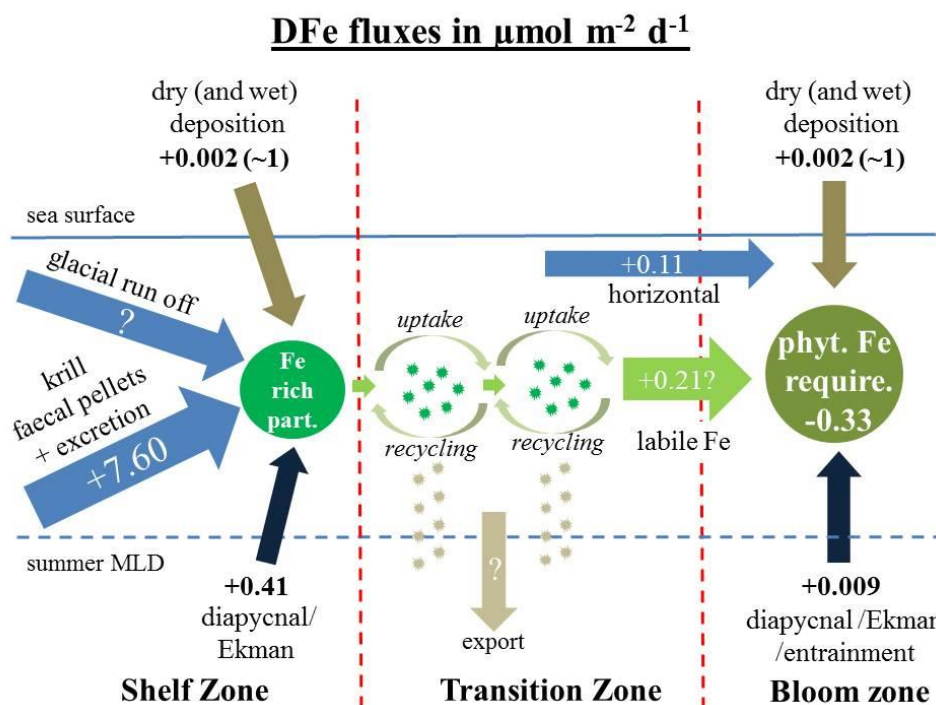 DFe fluxes in µmol m⁻² d⁻¹
dry (and wet)
deposition
+0.002 (~1)
dry (and wet)
deposition
+0.002 (~1)
sea surface
glacial run off
?
krill
faecal pellets
+ excretion
+7.60
Fe
rich
part.
uptake
recycling
uptake
recycling
+0.11
horizontal
+0.21?
labile Fe
phyt. Fe
require.
-0.33
summer MLD
+0.41
diapycnal/
Ekman
?
export
+0.009
diapycnal /Ekman
/entrainment
Shelf Zone
Transition Zone
Bloom zone